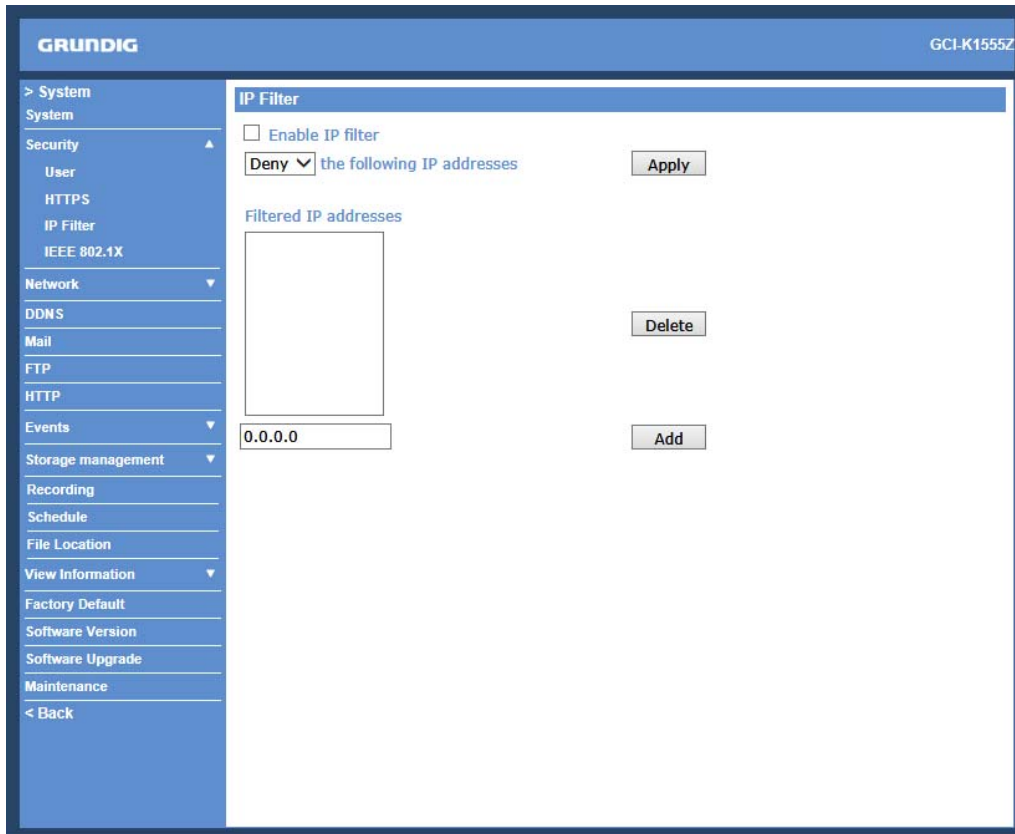 GRUNDIG
GCI-K1555Z
> System
System
Security
User
HTTPS
IP Filter
IEEE 802.1X
Network
DDNS
Mail
FTP
HTTP
Events
Storage management
Recording
Schedule
File Location
View Information
Factory Default
Software Version
Software Upgrade
Maintenance
< Back
IP Filter
Enable IP filter
Deny the following IP addresses
Apply
Filtered IP addresses
Delete
0.0.0.0
Add